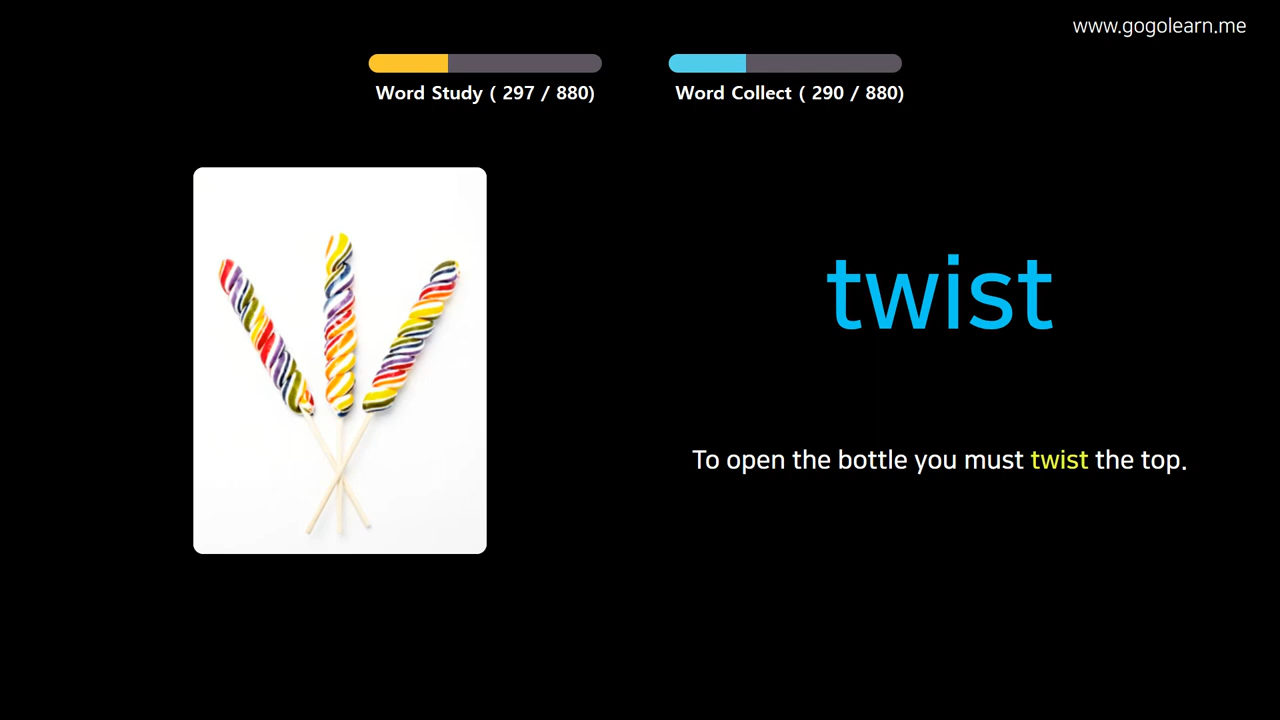 www.gogolearn.me
Word Study ( 297 / 880)
Word Collect ( 290 / 880)
twist
To open the bottle you must twist the top.